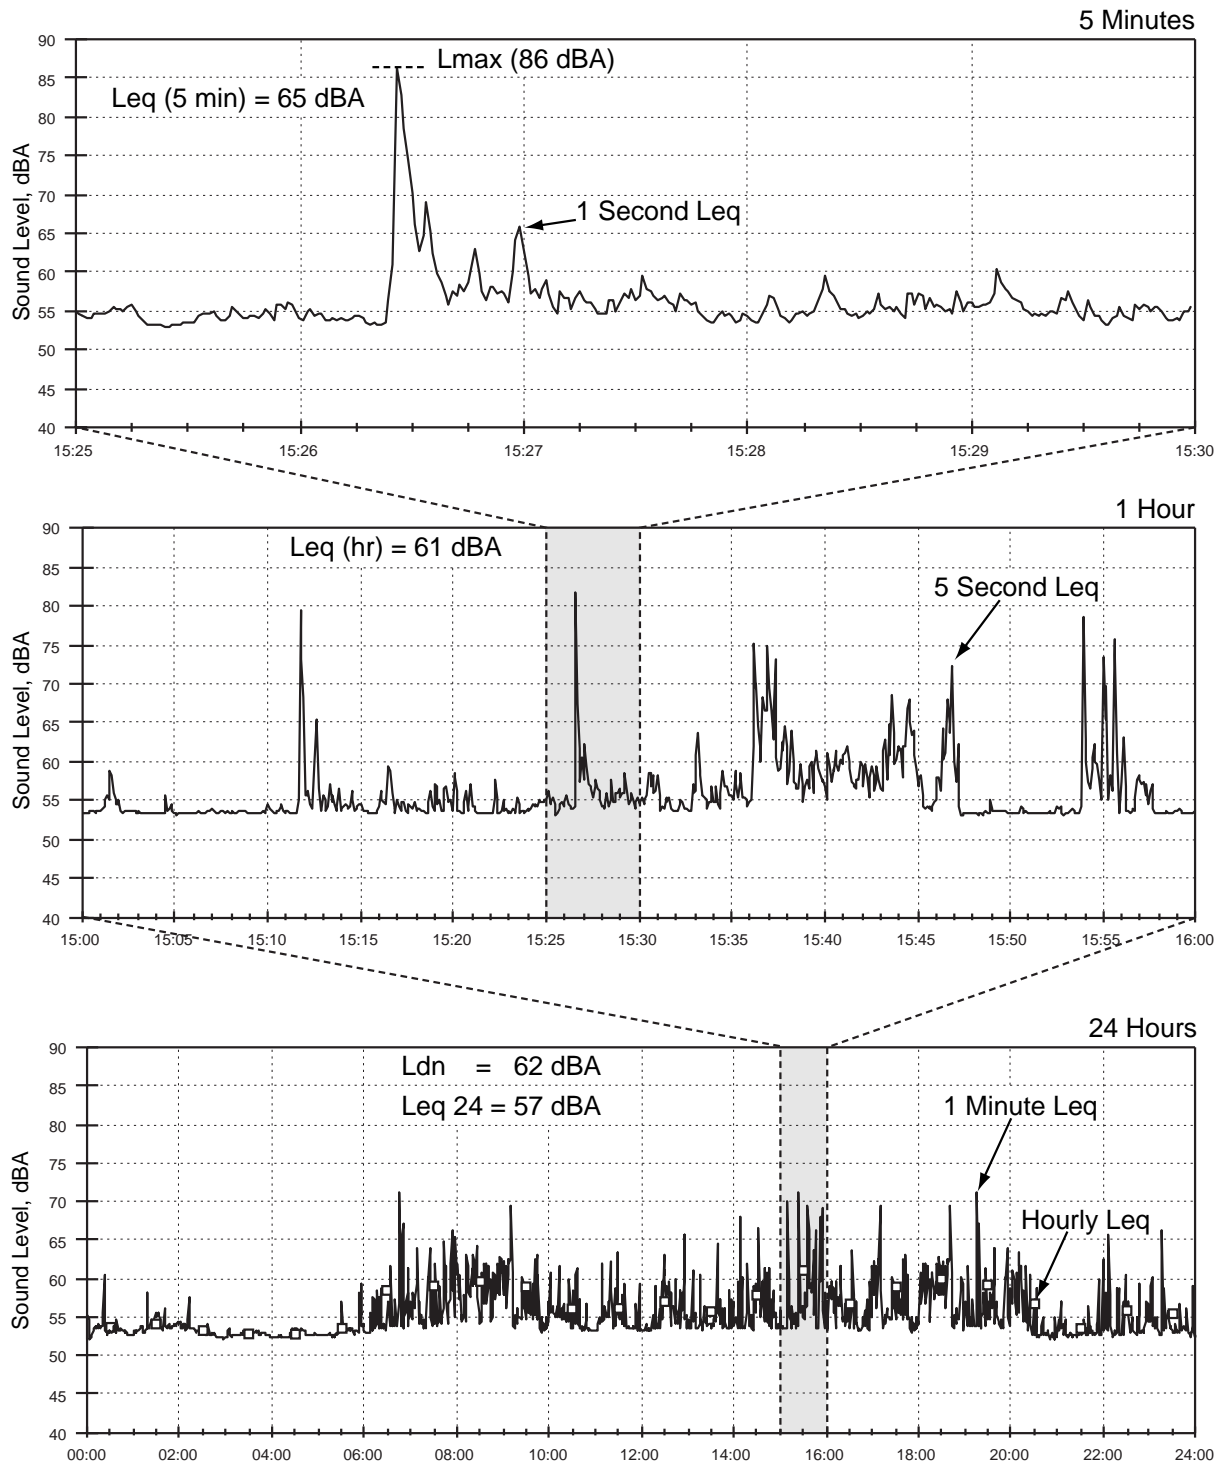 5 Minutes
90
85
80
75
70
65
60
55
50
45
40
Sound Level, dBA
Lmax (86 dBA)
Leq (5 min) = 65 dBA
1 Second Leq
15:25 15:26 15:27 15:28 15:29 15:30
1 Hour
90
85
80
75
70
65
60
55
50
45
40
Sound Level, dBA
Leq (hr) = 61 dBA
5 Second Leq
15:00 15:05 15:10 15:15 15:20 15:25 15:30 15:35 15:40 15:45 15:50 15:55 16:00
24 Hours
90
85
80
75
70
65
60
55
50
45
40
Sound Level, dBA
Ldn = 62 dBA
Leq 24 = 57 dBA
1 Minute Leq
Hourly Leq
00:00 02:00 04:00 06:00 08:00 10:00 12:00 14:00 16:00 18:00 20:00 22:00 24:00